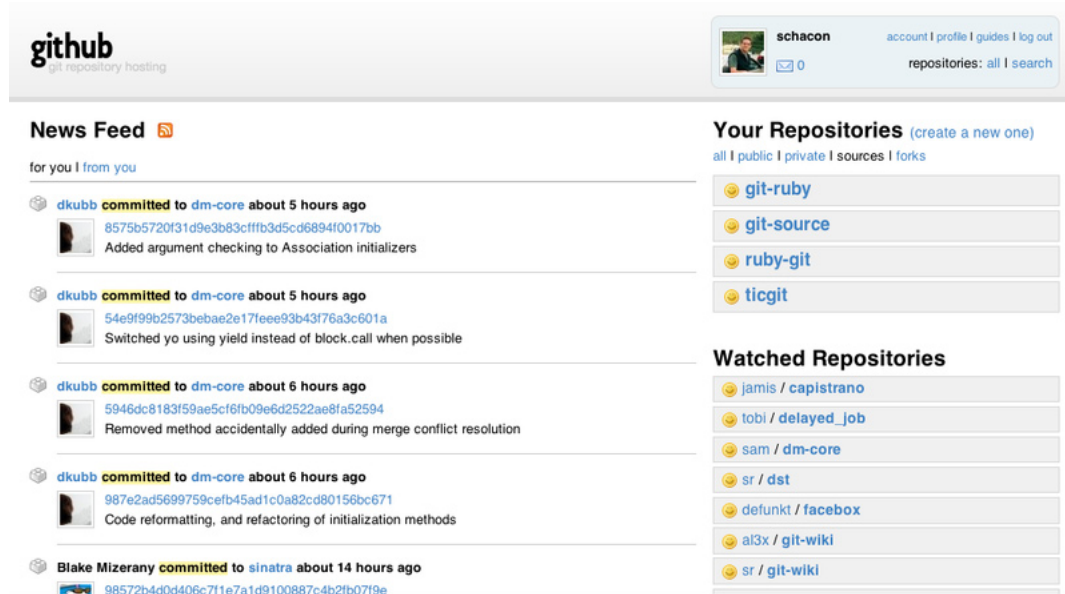 github
git repository hosting
schacon
account | profile | guides | log out
0
repositories: all | search
News Feed
for you | from you
dkubb committed to dm-core about 5 hours ago
8575b5720f31d9e3b83cfffb3d5cd6894f0017bb
Added argument checking to Association initializers
dkubb committed to dm-core about 5 hours ago
54e9f99b2573bebae2e17feee93b43f76a3c601a
Switched yo using yield instead of block.call when possible
dkubb committed to dm-core about 6 hours ago
5946dc8183f59ae5cf6fb09e6d2522ae8fa52594
Removed method accidentally added during merge conflict resolution
dkubb committed to dm-core about 6 hours ago
987e2ad5699759cefb45ad1c0a82cd80156bc671
Code reformatting, and refactoring of initialization methods
Blake Mizerany committed to sinatra about 14 hours ago
98572b4d0d406c7f1e7a1d9100887c4b2fb07f9e
Your Repositories (create a new one)
all | public | private | sources | forks
git-ruby
git-source
ruby-git
ticgit
Watched Repositories
jamis / capistrano
tobi / delayed_job
sam / dm-core
sr / dst
defunkt / facebox
al3x / git-wiki
sr / git-wiki